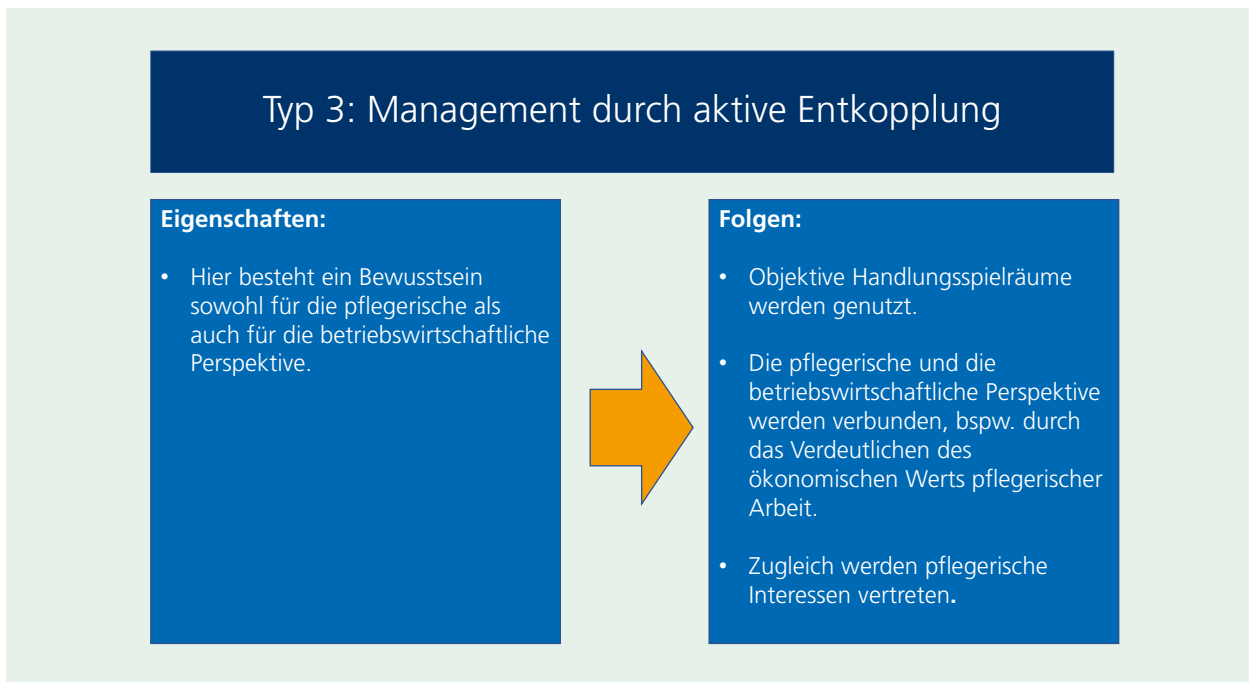 Typ 3: Management durch aktive Entkopplung
Eigenschaften:
• Hier besteht ein Bewusstsein
sowohl für die pflegerische als
auch für die betriebswirtschaftliche
Perspektive.
Folgen:
• Objektive Handlungsspielräume
werden genutzt.
• Die pflegerische und die
betriebswirtschaftliche Perspektive
werden verbunden, bspw. durch
das Verdeutlichen des
ökonomischen Werts pflegerischer
Arbeit.
• Zugleich werden pflegerische
Interessen vertreten.